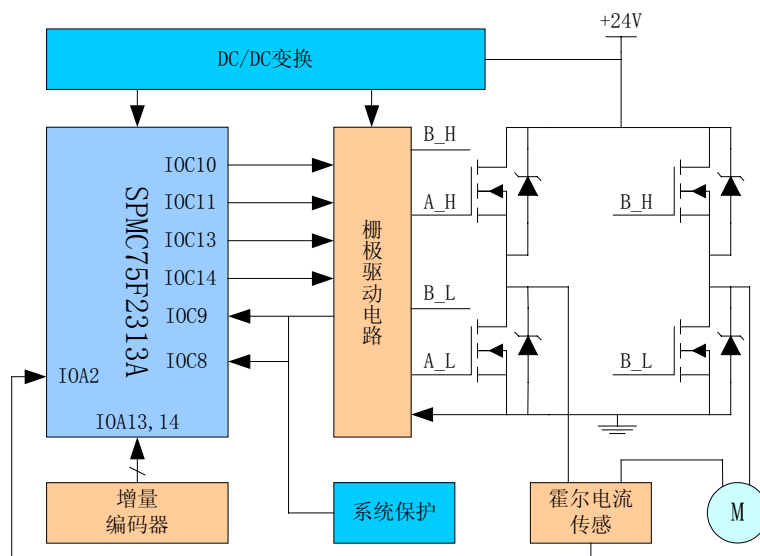 +24V
DC/DC变换
SPMC75F2313A
IOC10
IOC11
IOC13
IOC14
IOC9
IOC8
IOA2
IOA13,14
栅极驱动电路
B_H
A_H
B_L
A_L
B_H
B_L
增量
编码器
系统保护
霍尔电流
传感
M